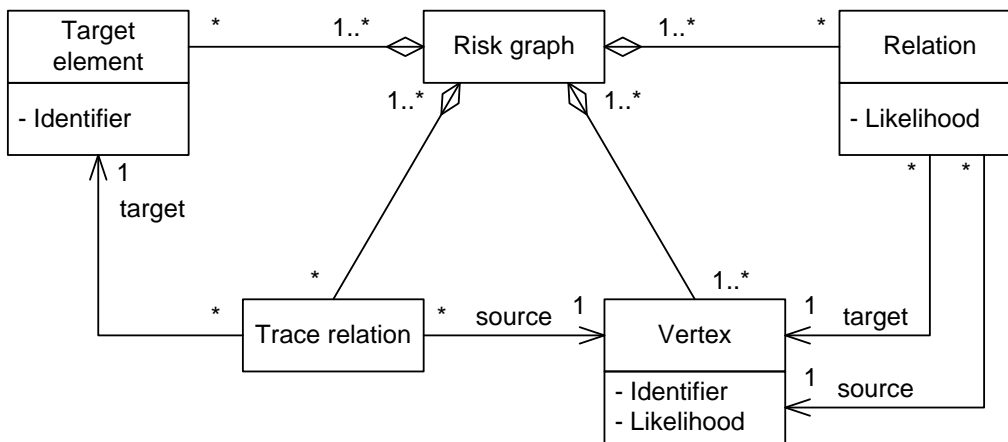 Target
element
- Identifier
*
1..*
Risk graph
1..*
*
Relation
- Likelihood
1..*
1..*
*
*
1
target
*
1..*
*
Trace relation
*
source
1
Vertex
- Identifier
- Likelihood
1
target
1
source